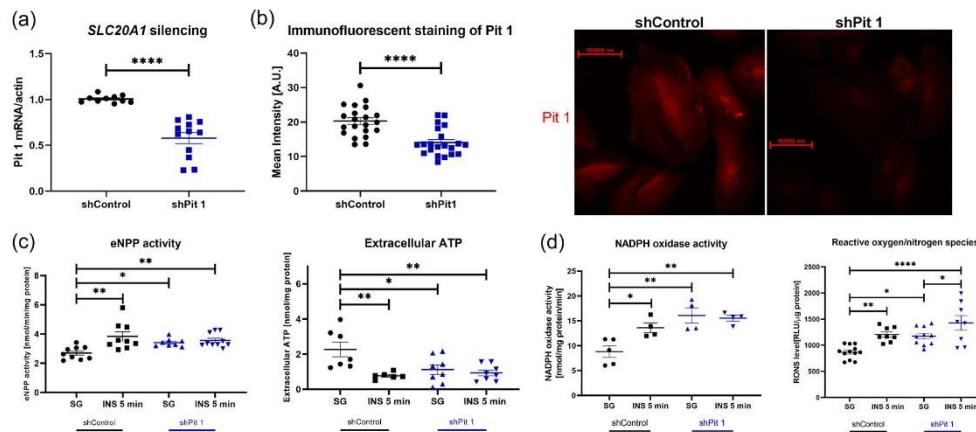 (a)
SLC20A1 silencing
****
Pit 1 mRNA/actin
1.5
1.0
0.5
0.0
shControl
shPit 1
(b)
Immunofluorescent staining of Pit 1
****
Mean Intensity [A.U.]
40
30
20
10
0
shControl
shPit1
shControl
shPit 1
Pit 1
(c)
eNPP activity
**
*
**
eNPP activity [nmol/min/mg protein]
8
6
4
2
0
SG
INS 5 min
SG
INS 5 min
shControl
shPit 1
Extracellular ATP
**
*
**
Extracellular ATP [nmol/mg protein]
6
4
2
0
SG
INS 5 min
SG
INS 5 min
shControl
shPit 1
(d)
NADPH oxidase activity
**
**
*
NADPH oxidase activity
[nmol/mg protein/min]
25
20
15
10
5
0
SG
INS 5 min
SG
INS 5 min
shControl
shPit 1
Reactive oxygen/nitrogen species
****
*
*
**
RONS level[RLU/µg protein]
2500
2000
1500
1000
500
0
SG
INS 5 min
SG
INS 5 min
shControl
shPit 1